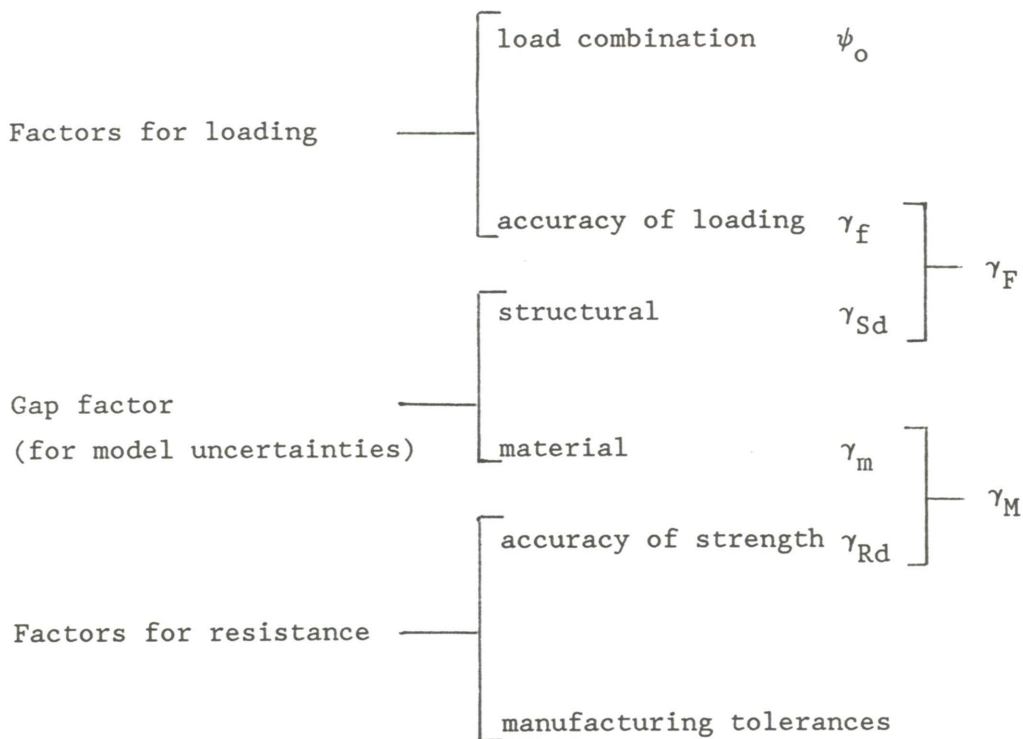 load combination ψo
Factors for loading
accuracy of loading γf
γF
structural γSd
Gap factor
(for model uncertainties)
material γm
γM
accuracy of strength γRd
Factors for resistance
manufacturing tolerances